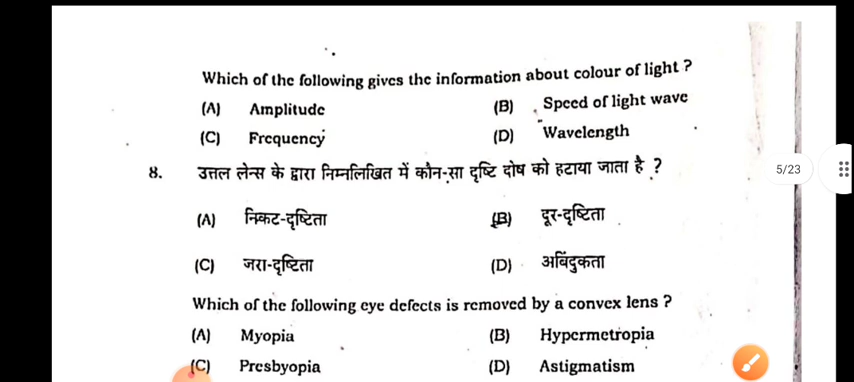 Which of the following gives the information about colour of light ?
(A) Amplitude (B) Speed of light wave
(C) Frequency (D) Wavelength
8. उत्तल लेन्स के द्वारा निम्नलिखित में कौन-सा दृष्टि दोष को हटाया जाता है ?
5/23
(A) निकट-दृष्टिता (B) दूर-दृष्टिता
(C) जरा-दृष्टिता (D) अबिंदुकता
Which of the following eye defects is removed by a convex lens ?
(A) Myopia (B) Hypermetropia
(C) Presbyopia (D) Astigmatism